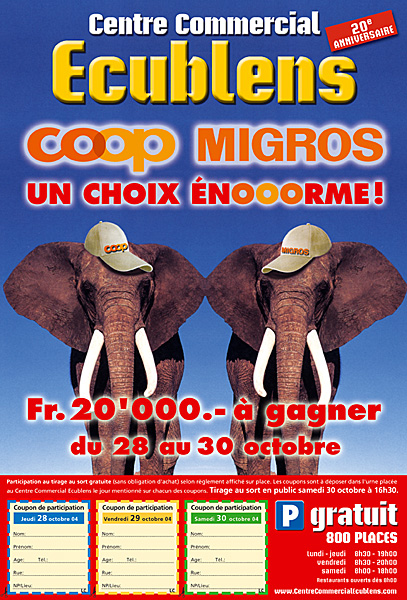 Centre Commercial
20e
ANNIVERSAIRE
Ecublens
coop MIGROS
UN CHOIX ÉNOOORME!
coop
MIGROS
Fr. 20'000.- à gagner
du 28 au 30 octobre
Participation au tirage au sort gratuite (sans obligation d'achat) selon règlement affiché sur place. Les coupons sont à déposer dans l'urne placée
au Centre Commercial Ecublens le jour mentionné sur chacun des coupons. Tirage au sort en public samedi 30 octobre à 16h30.
Coupon de participation
Jeudi 28 octobre 04
Nom:
Prénom:
Age: Tél.:
Rue:
NP/Lieu:
LC
Coupon de participation
Vendredi 29 octobre 04
Nom:
Prénom:
Age: Tél.:
Rue:
NP/Lieu:
LC
Coupon de participation
Samedi 30 octobre 04
Nom:
Prénom:
Age: Tél.:
Rue:
NP/Lieu:
LC
P gratuit
800 PLACES
lundi - jeudi 8h30 - 19h00
vendredi 8h30 - 20h00
samedi 8h00 - 18h00
Restaurants ouverts dès 8h00
www.CentreCommercialEcublens.com